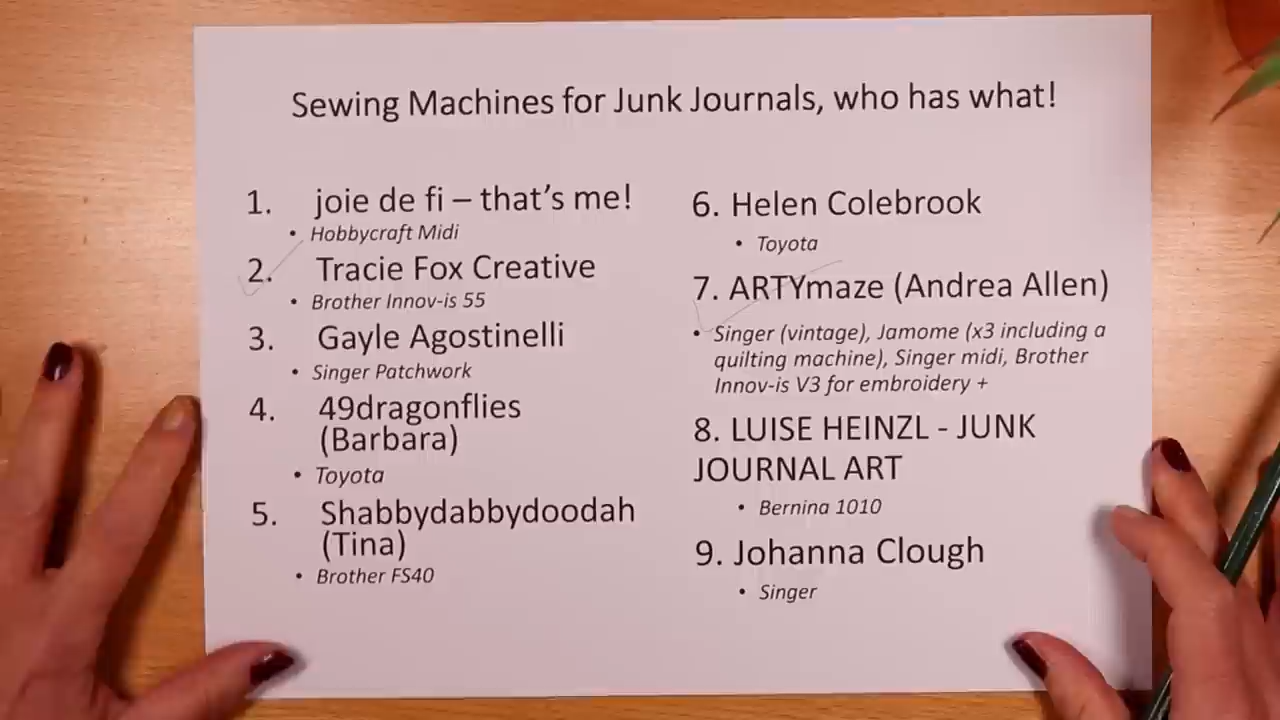 Sewing Machines for Junk Journals, who has what!
1. joie de fi – that's me!
• Hobbycraft Midi
2. Tracie Fox Creative
• Brother Innov-is 55
3. Gayle Agostinelli
• Singer Patchwork
4. 49dragonflies
(Barbara)
• Toyota
5. Shabbydabbydoodah
(Tina)
• Brother FS40
6. Helen Colebrook
• Toyota
7. ARTYmaze (Andrea Allen)
• Singer (vintage), Jamome (x3 including a
quilting machine), Singer midi, Brother
Innov-is V3 for embroidery +
8. LUISE HEINZL - JUNK
JOURNAL ART
• Bernina 1010
9. Johanna Clough
• Singer